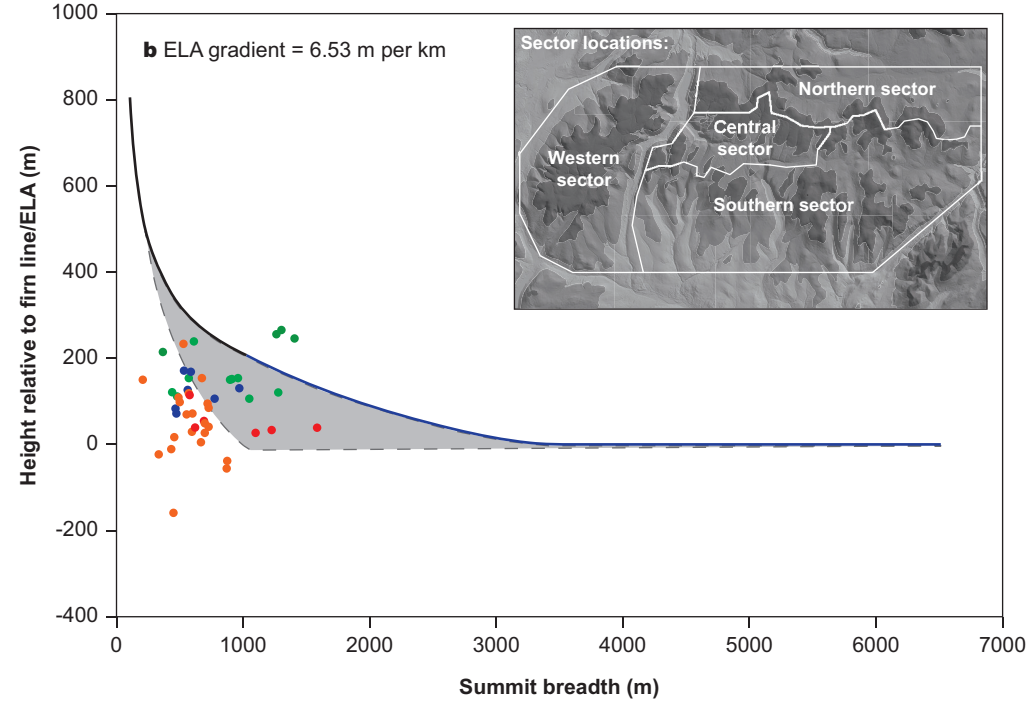 b ELA gradient = 6.53 m per km
Sector locations:
Northern sector
Central
sector
Western
sector
Southern sector
Height relative to firn line/ELA (m)
1000
800
600
400
200
0
-200
-400
0
1000
2000
3000
4000
5000
6000
7000
Summit breadth (m)